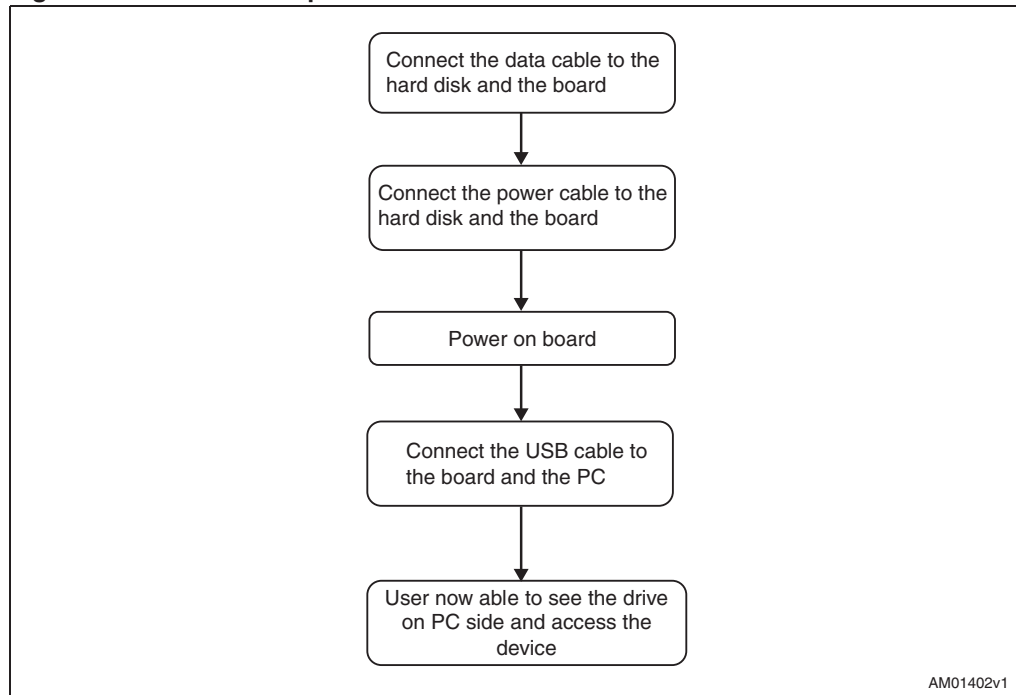 Connect the data cable to the
hard disk and the board
Connect the power cable to the
hard disk and the board
Power on board
Connect the USB cable to
the board and the PC
User now able to see the drive
on PC side and access the
device
AM01402v1